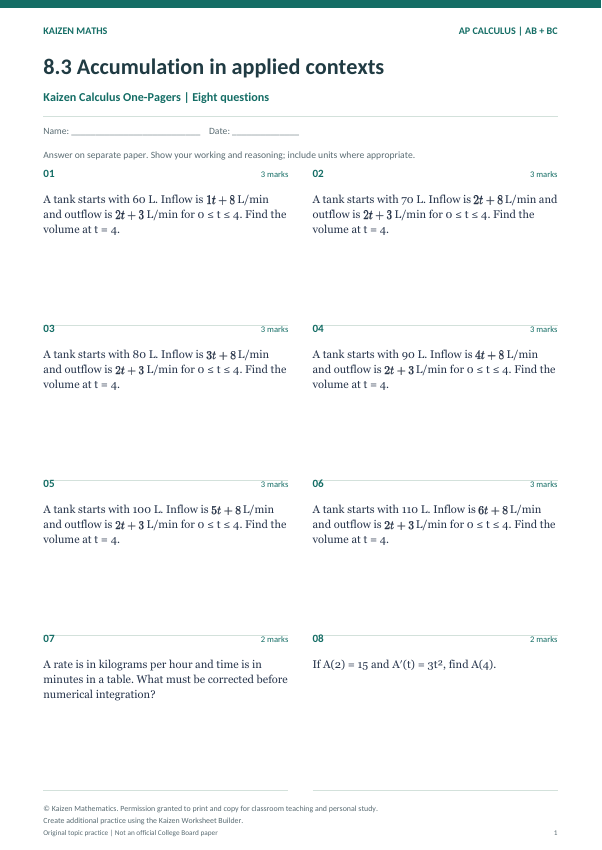 KAIZEN MATHS
AP CALCULUS | AB + BC
8.3 Accumulation in applied contexts
Kaizen Calculus One-Pagers | Eight questions
Name: ____________________________ Date: ______________
Answer on separate paper. Show your working and reasoning; include units where appropriate.
01
3 marks
A tank starts with 60 L. Inflow is 1t + 8 L/min
and outflow is 2t + 3 L/min for 0 ≤ t ≤ 4. Find the
volume at t = 4.
02
3 marks
A tank starts with 70 L. Inflow is 2t + 8 L/min and
outflow is 2t + 3 L/min for 0 ≤ t ≤ 4. Find the
volume at t = 4.
03
3 marks
A tank starts with 80 L. Inflow is 3t + 8 L/min
and outflow is 2t + 3 L/min for 0 ≤ t ≤ 4. Find the
volume at t = 4.
04
3 marks
A tank starts with 90 L. Inflow is 4t + 8 L/min
and outflow is 2t + 3 L/min for 0 ≤ t ≤ 4. Find the
volume at t = 4.
05
3 marks
A tank starts with 100 L. Inflow is 5t + 8 L/min
and outflow is 2t + 3 L/min for 0 ≤ t ≤ 4. Find the
volume at t = 4.
06
3 marks
A tank starts with 110 L. Inflow is 6t + 8 L/min
and outflow is 2t + 3 L/min for 0 ≤ t ≤ 4. Find the
volume at t = 4.
07
2 marks
A rate is in kilograms per hour and time is in
minutes in a table. What must be corrected before
numerical integration?
08
2 marks
If A(2) = 15 and A′(t) = 3t², find A(4).
© Kaizen Mathematics. Permission granted to print and copy for classroom teaching and personal study.
Create additional practice using the Kaizen Worksheet Builder.
Original topic practice | Not an official College Board paper
1